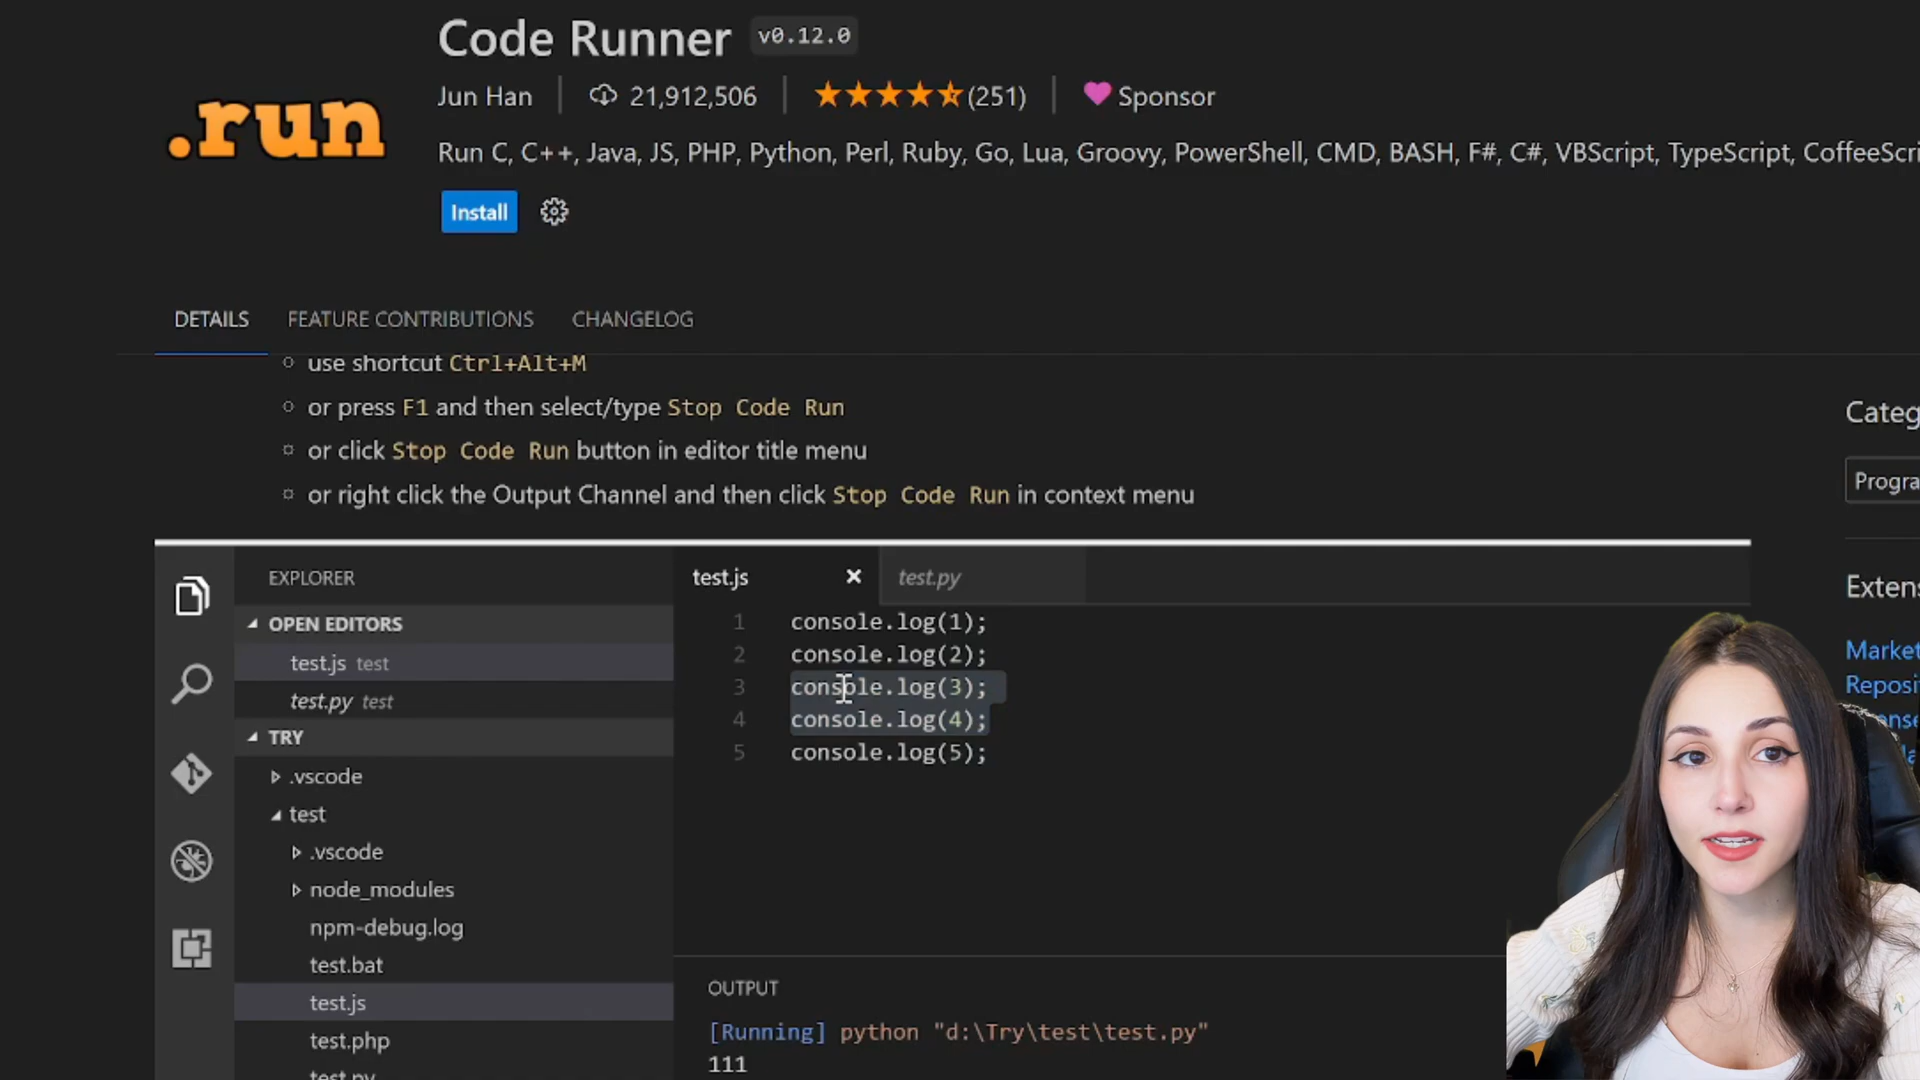 Code Runner v0.12.0
.run
Jun Han 21,912,506 (251) Sponsor
Run C, C++, Java, JS, PHP, Python, Perl, Ruby, Go, Lua, Groovy, PowerShell, CMD, BASH, F#, C#, VBScript, TypeScript, CoffeeScri
Install
DETAILS FEATURE CONTRIBUTIONS CHANGELOG
use shortcut Ctrl+Alt+M
or press F1 and then select/type Stop Code Run
or click Stop Code Run button in editor title menu
or right click the Output Channel and then click Stop Code Run in context menu
Categ
Progra
Extens
Market
Reposi
EXPLORER
OPEN EDITORS
test.js test
test.py test
TRY
.vscode
test
.vscode
node_modules
npm-debug.log
test.bat
test.js
test.php
test.py
test.js test.py
1 console.log(1);
2 console.log(2);
3 console.log(3);
4 console.log(4);
5 console.log(5);
OUTPUT
[Running] python "d:\Try\test\test.py"
111